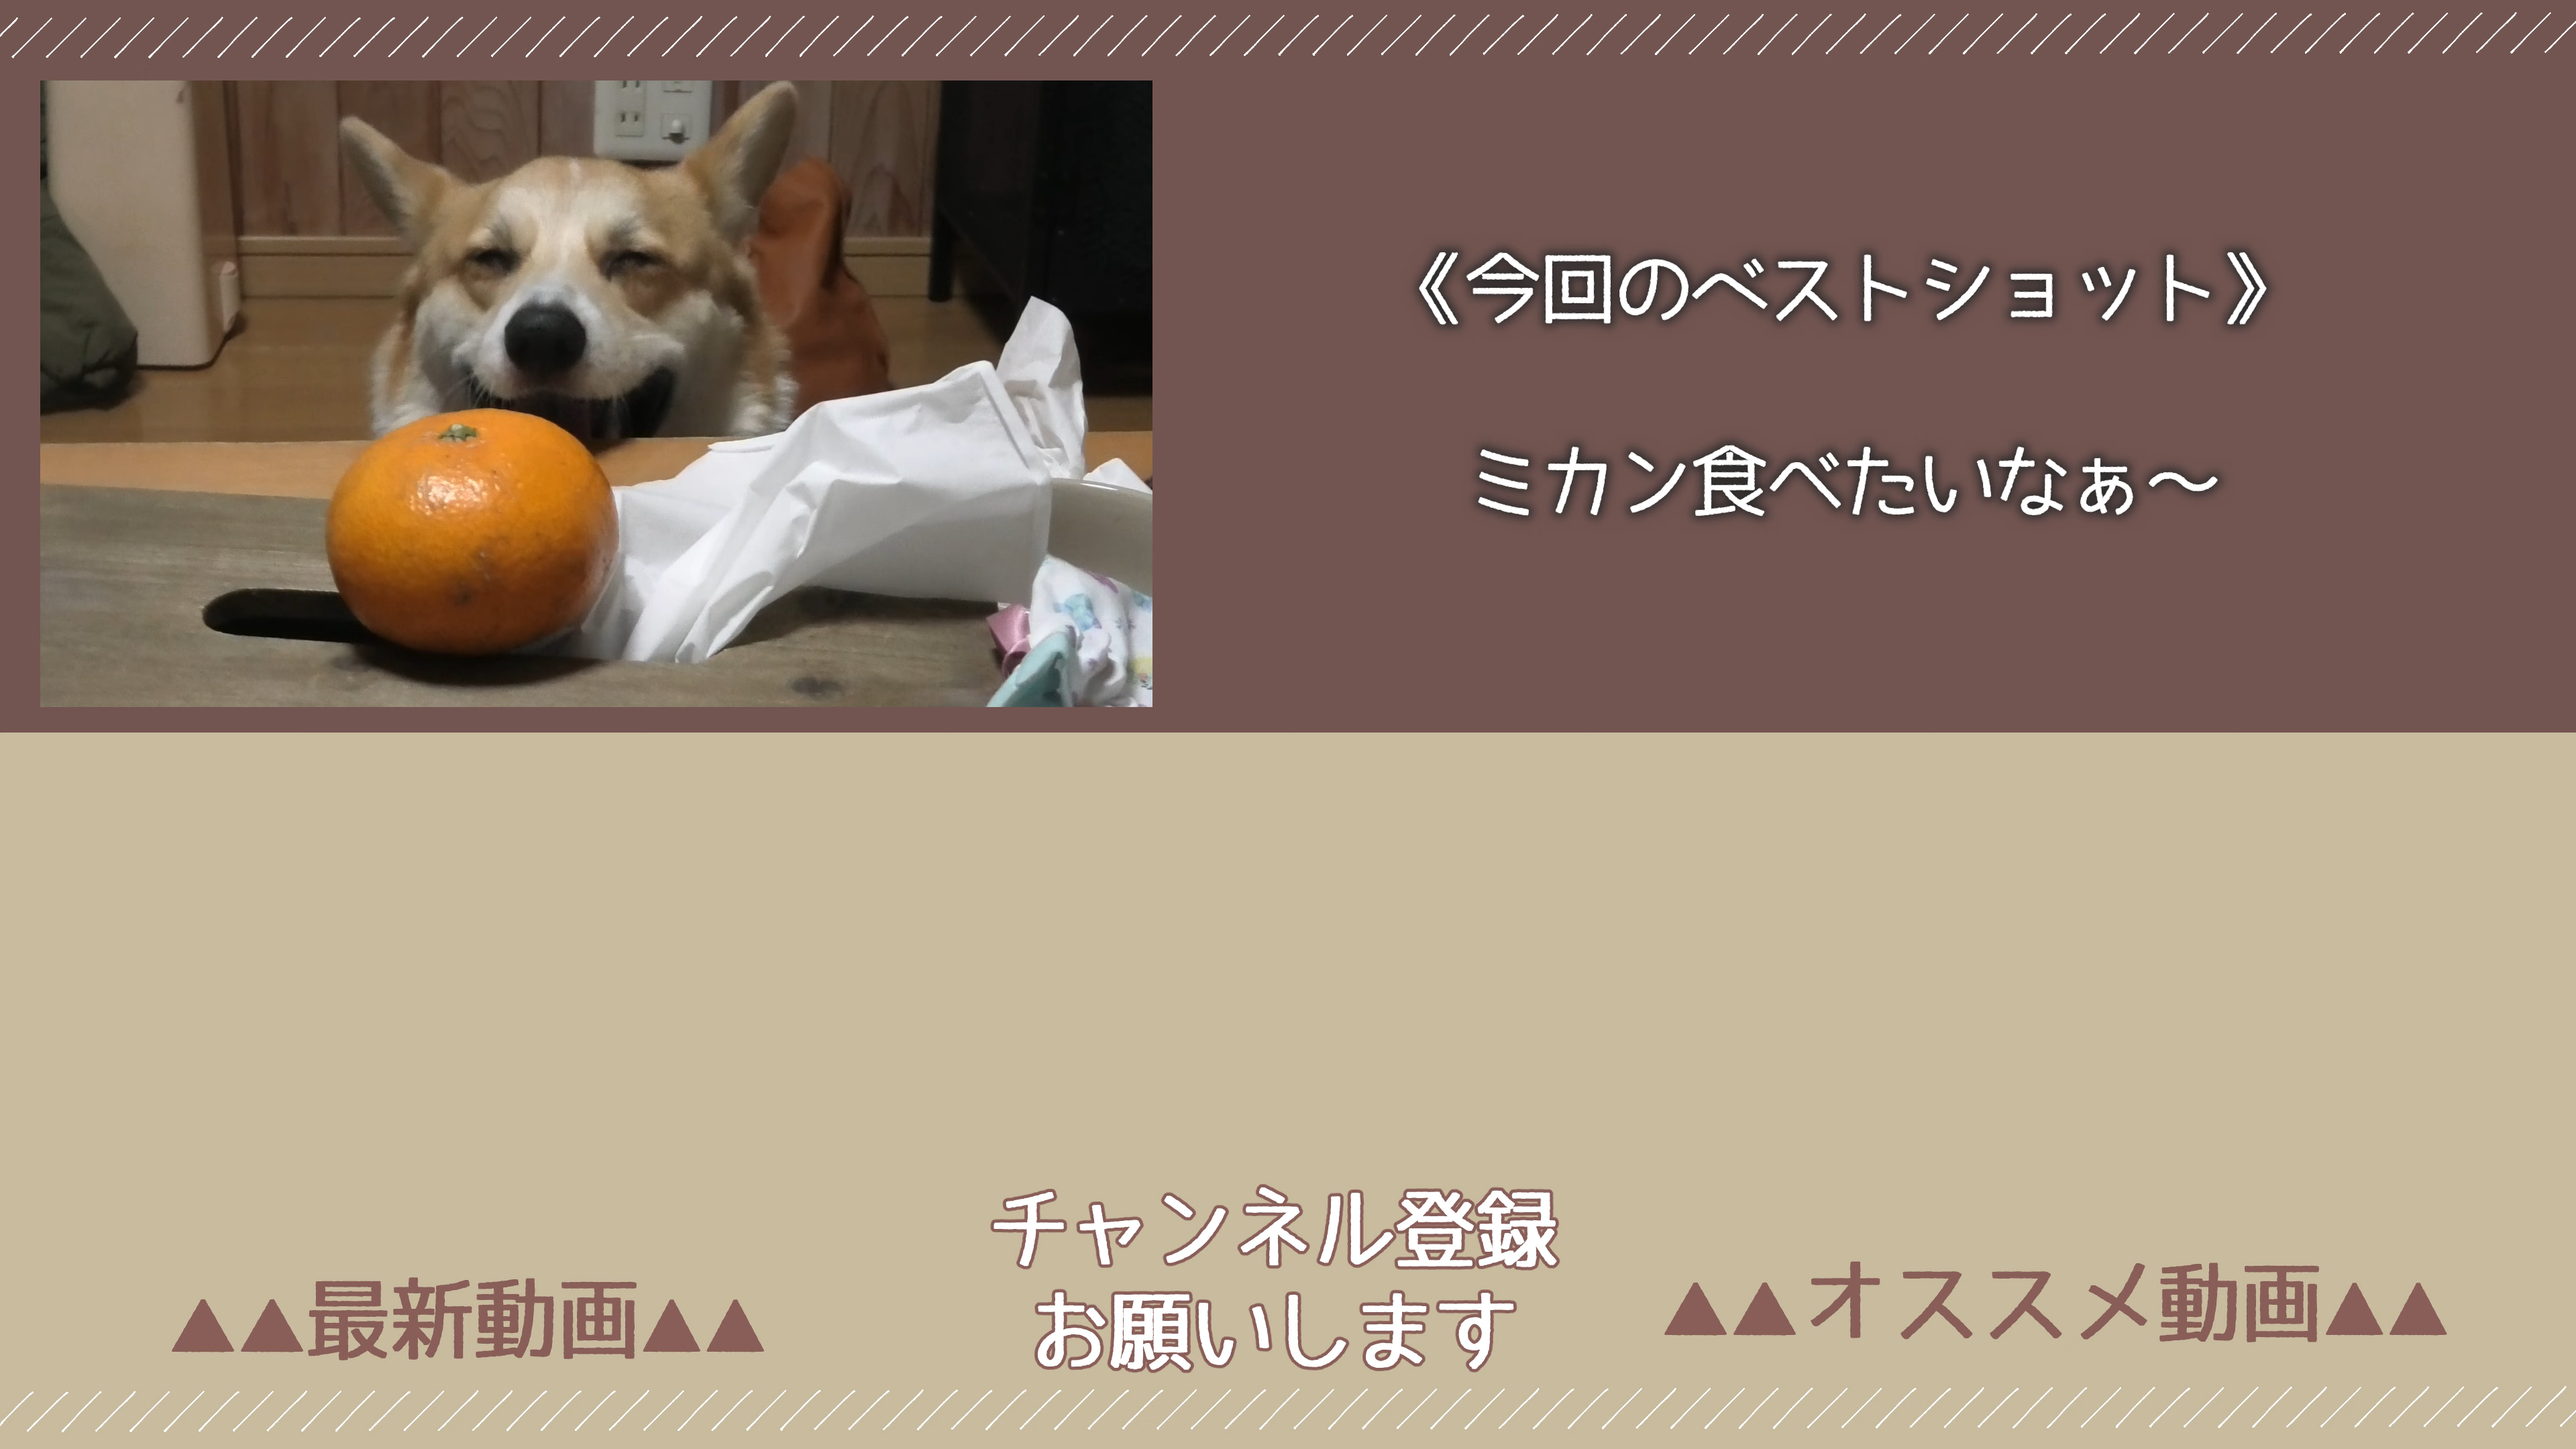 《今回のベストショット》
ミカン食べたいなぁ～
チャンネル登録
お願いします
▲▲最新動画▲▲
▲▲オススメ動画▲▲